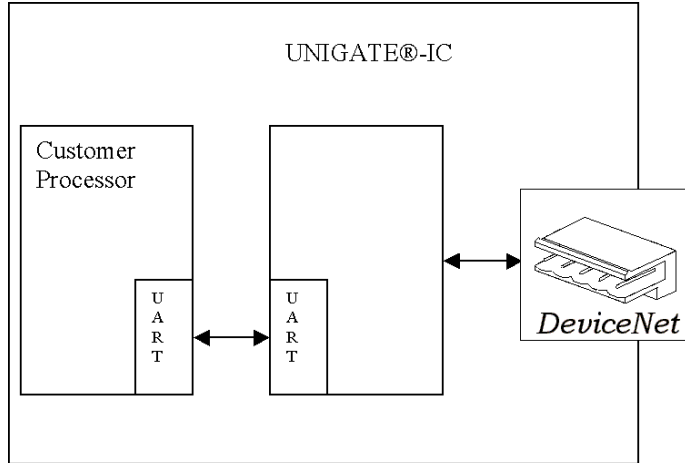 UNIGATE®-IC
Customer
Processor
U
A
R
T
U
A
R
T
DeviceNet